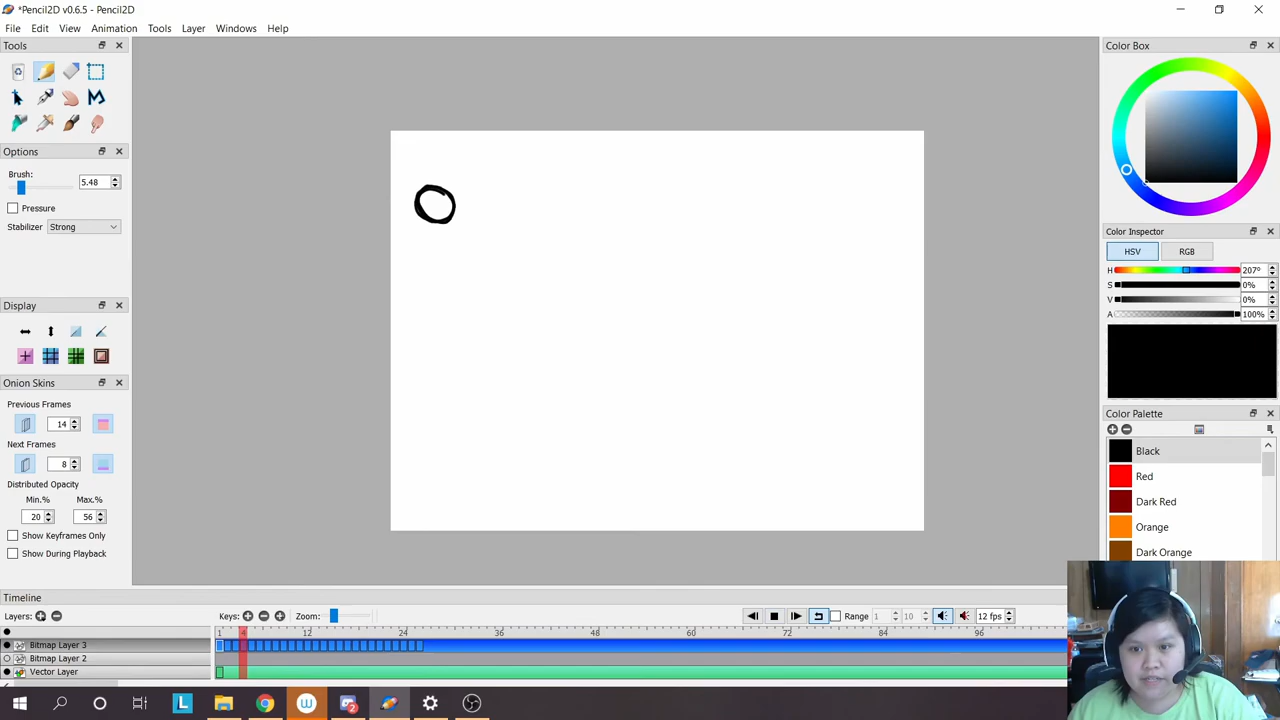 *Pencil2D v0.6.5 - Pencil2D
File Edit View Animation Tools Layer Windows Help
Tools
Options
Brush: 5.48
Pressure
Stabilizer Strong
Display
Onion Skins
Previous Frames
14
Next Frames
8
Distributed Opacity
Min.% Max.%
20 56
Show Keyframes Only
Show During Playback
Color Box
Color Inspector
HSV RGB
H 207°
S 0%
V 0%
A 100%
Color Palette
Black
Red
Dark Red
Orange
Dark Orange
Timeline
Layers: Keys: Zoom: Range 1 10 12 fps
1 4 12 24 36 48 60 72 84 96
Bitmap Layer 3
Bitmap Layer 2
Vector Layer
L W 2